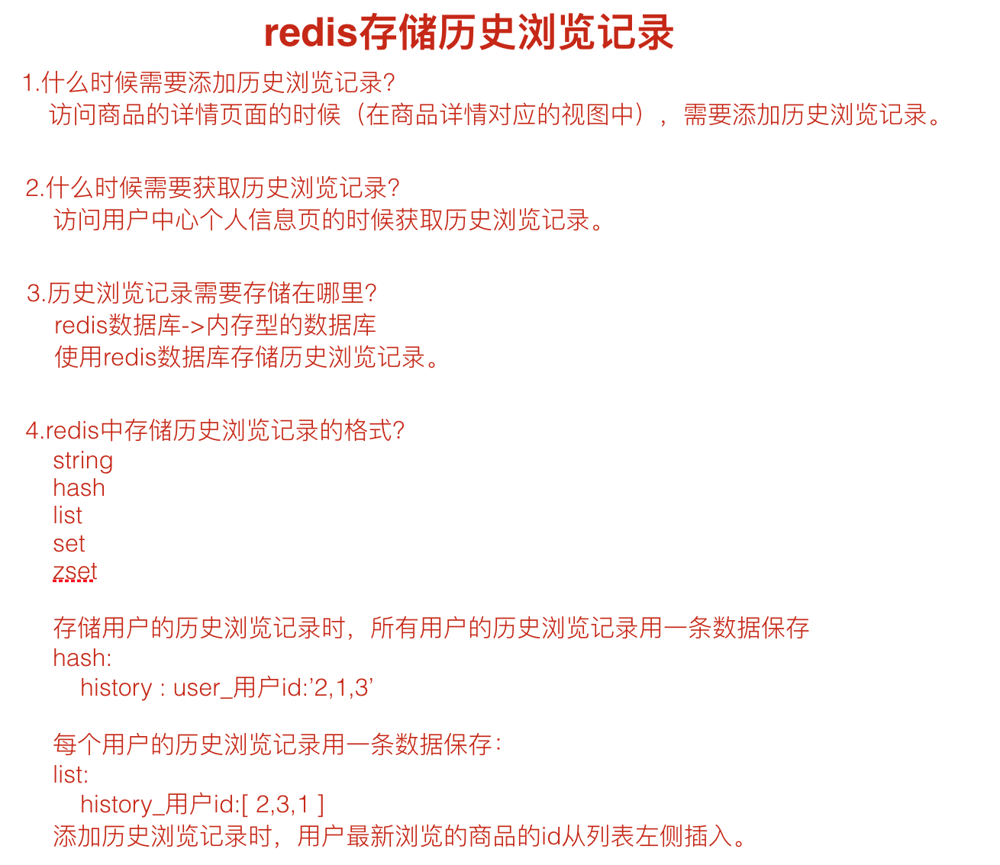 redis存储历史浏览记录
1.什么时候需要添加历史浏览记录?
访问商品的详情页面的时候（在商品详情对应的视图中），需要添加历史浏览记录。
2.什么时候需要获取历史浏览记录?
访问用户中心个人信息页的时候获取历史浏览记录。
3.历史浏览记录需要存储在哪里?
redis数据库->内存型的数据库
使用redis数据库存储历史浏览记录。
4.redis中存储历史浏览记录的格式?
string
hash
list
set
zset
存储用户的历史浏览记录时，所有用户的历史浏览记录用一条数据保存
hash:
history : user_用户id:’2,1,3’
每个用户的历史浏览记录用一条数据保存：
list:
history_用户id:[ 2,3,1 ]
添加历史浏览记录时，用户最新浏览的商品的id从列表左侧插入。